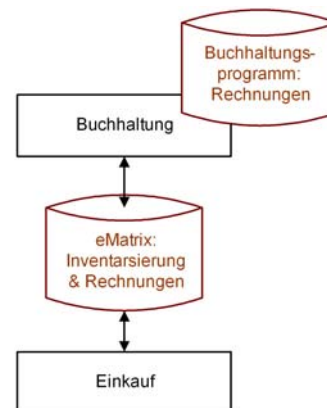 Buchhaltungs-
programm:
Rechnungen
Buchhaltung
eMatrix:
Inventarsierung
& Rechnungen
Einkauf